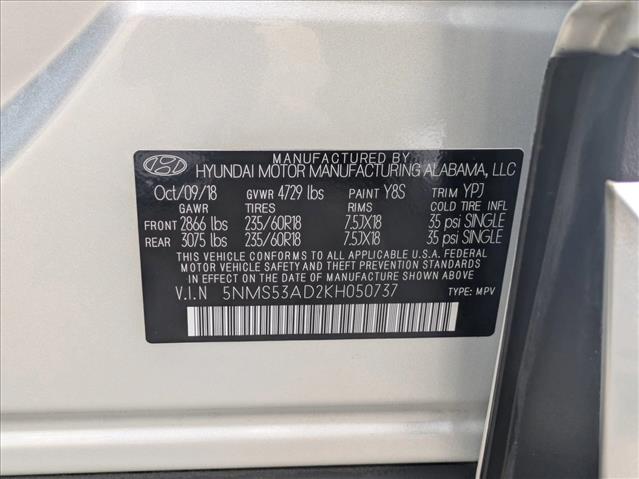 MANUFACTURED BY
HYUNDAI MOTOR MANUFACTURING ALABAMA, LLC
Oct/09/18 GVWR 4729 lbs PAINT Y8S TRIM YPJ
GAWR TIRES RIMS COLD TIRE INFL
FRONT 2866 lbs 235/60R18 7.5JX18 35 psi SINGLE
REAR 3075 lbs 235/60R18 7.5JX18 35 psi SINGLE
THIS VEHICLE CONFORMS TO ALL APPLICABLE U.S.A. FEDERAL
MOTOR VEHICLE SAFETY, BUMPER, AND THEFT PREVENTION
STANDARDS IN EFFECT ON THE DATE OF MANUFACTURE SHOWN ABOVE.
V.I.N 5NMS53AD2KH050737 TYPE: MPV